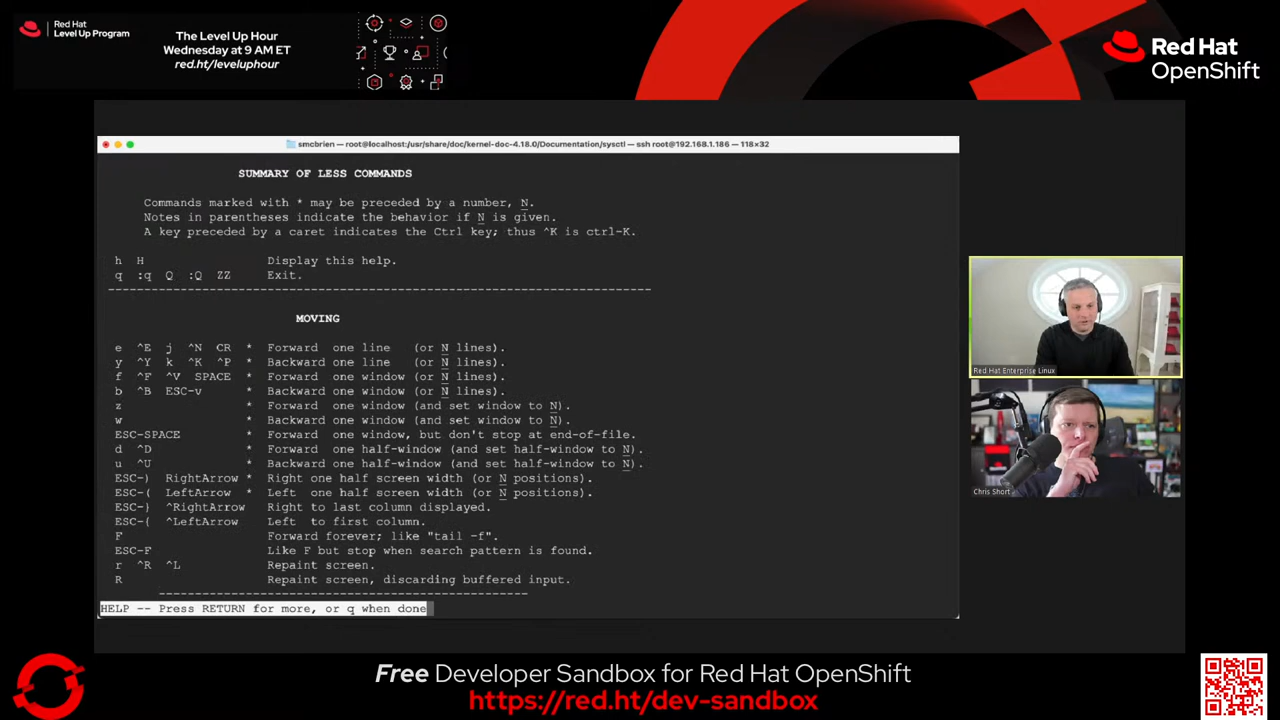 Red Hat
Level Up Program
The Level Up Hour
Wednesday at 9 AM ET
red.ht/leveluphour
Red Hat
OpenShift
smcbrien — root@localhost:/usr/share/doc/kernel-doc-4.18.0/Documentation/sysctl — ssh root@192.168.1.186 — 118×32
SUMMARY OF LESS COMMANDS
Commands marked with * may be preceded by a number, N.
Notes in parentheses indicate the behavior if N is given.
A key preceded by a caret indicates the Ctrl key; thus ^K is ctrl-K.
h H Display this help.
q :q Q :Q ZZ Exit.
---------------------------------------------------------------------------
MOVING
e ^E j ^N CR * Forward one line (or N lines).
y ^Y k ^K ^P * Backward one line (or N lines).
f ^F ^V SPACE * Forward one window (or N lines).
b ^B ESC-v * Backward one window (or N lines).
z * Forward one window (and set window to N).
w * Backward one window (and set window to N).
ESC-SPACE * Forward one window, but don't stop at end-of-file.
d ^D * Forward one half-window (and set half-window to N).
u ^U * Backward one half-window (and set half-window to N).
ESC-) RightArrow * Right one half screen width (or N positions).
ESC-( LeftArrow * Left one half screen width (or N positions).
ESC-} ^RightArrow Right to last column displayed.
ESC-{ ^LeftArrow Left to first column.
F Forward forever; like "tail -f".
ESC-F Like F but stop when search pattern is found.
r ^R ^L Repaint screen.
R Repaint screen, discarding buffered input.
---------------------------------------------------
HELP -- Press RETURN for more, or q when done
Red Hat Enterprise Linux
Chris Short
Free Developer Sandbox for Red Hat OpenShift
https://red.ht/dev-sandbox